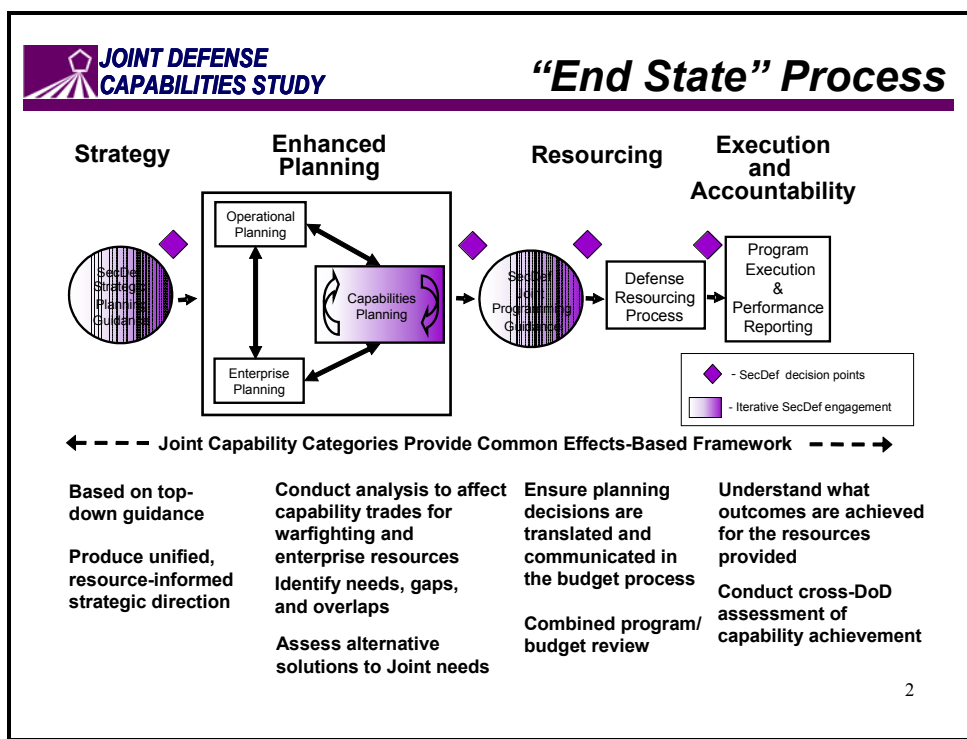 JOINT DEFENSE
CAPABILITIES STUDY
“End State” Process
Strategy
Enhanced
Planning
Resourcing
Execution
and
Accountability
SecDef
Strategic
Planning
Guidance
Operational
Planning
Capabilities
Planning
Enterprise
Planning
SecDef
Joint
Programming
Guidance
Defense
Resourcing
Process
Program
Execution
&
Performance
Reporting
- SecDef decision points
- Iterative SecDef engagement
Joint Capability Categories Provide Common Effects-Based Framework
Based on top-
down guidance
Produce unified,
resource-informed
strategic direction
Conduct analysis to affect
capability trades for
warfighting and
enterprise resources
Identify needs, gaps,
and overlaps
Assess alternative
solutions to Joint needs
Ensure planning
decisions are
translated and
communicated in
the budget process
Combined program/
budget review
Understand what
outcomes are achieved
for the resources
provided
Conduct cross-DoD
assessment of
capability achievement
2